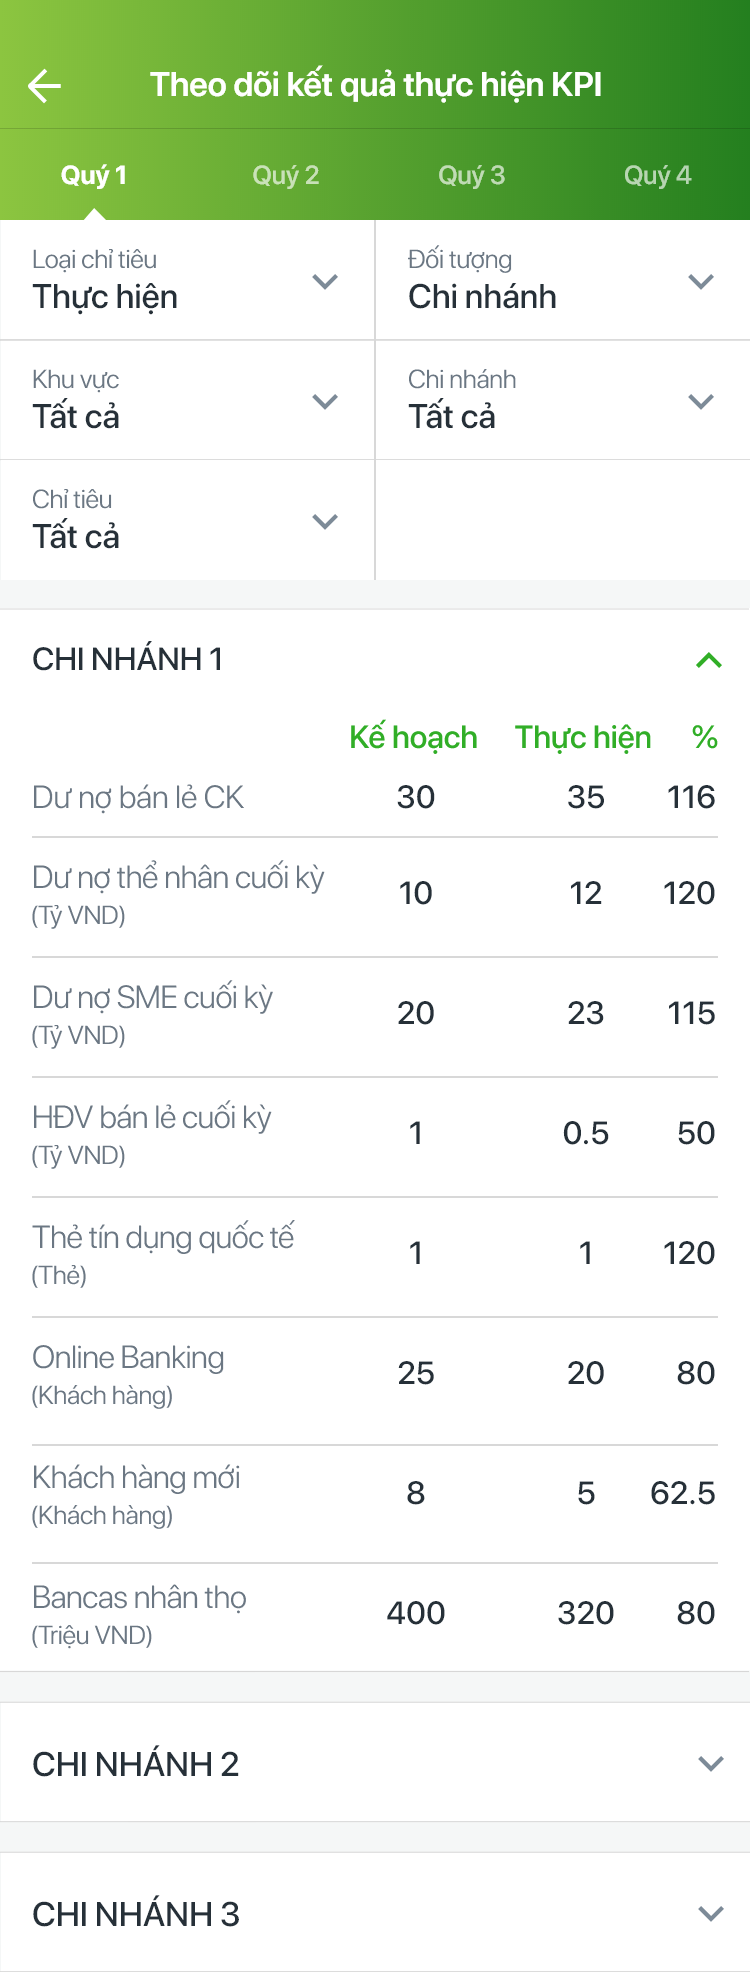 Theo dõi kết quả thực hiện KPI
Quý 1 Quý 2 Quý 3 Quý 4
Loại chỉ tiêu Đối tượng
Thực hiện Chi nhánh
Khu vực Chi nhánh
Tất cả Tất cả
Chỉ tiêu
Tất cả
CHI NHÁNH 1
Kế hoạch Thực hiện %
Dư nợ bán lẻ CK 30 35 116
Dư nợ thể nhân cuối kỳ 10 12 120
(Tỷ VND)
Dư nợ SME cuối kỳ 20 23 115
(Tỷ VND)
HĐV bán lẻ cuối kỳ 1 0.5 50
(Tỷ VND)
Thẻ tín dụng quốc tế 1 1 120
(Thẻ)
Online Banking 25 20 80
(Khách hàng)
Khách hàng mới 8 5 62.5
(Khách hàng)
Bancas nhân thọ 400 320 80
(Triệu VND)
CHI NHÁNH 2
CHI NHÁNH 3